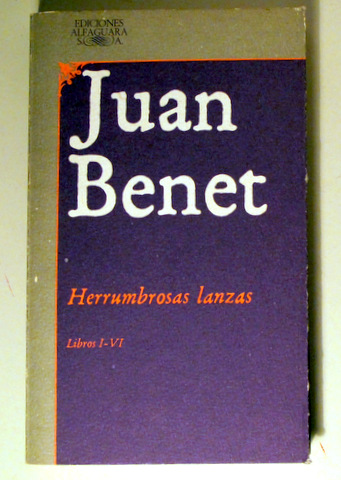 EDICIONES
ALFAGUARA
S.A.
Juan
Benet
Herrumbrosas lanzas
Libros I-VI